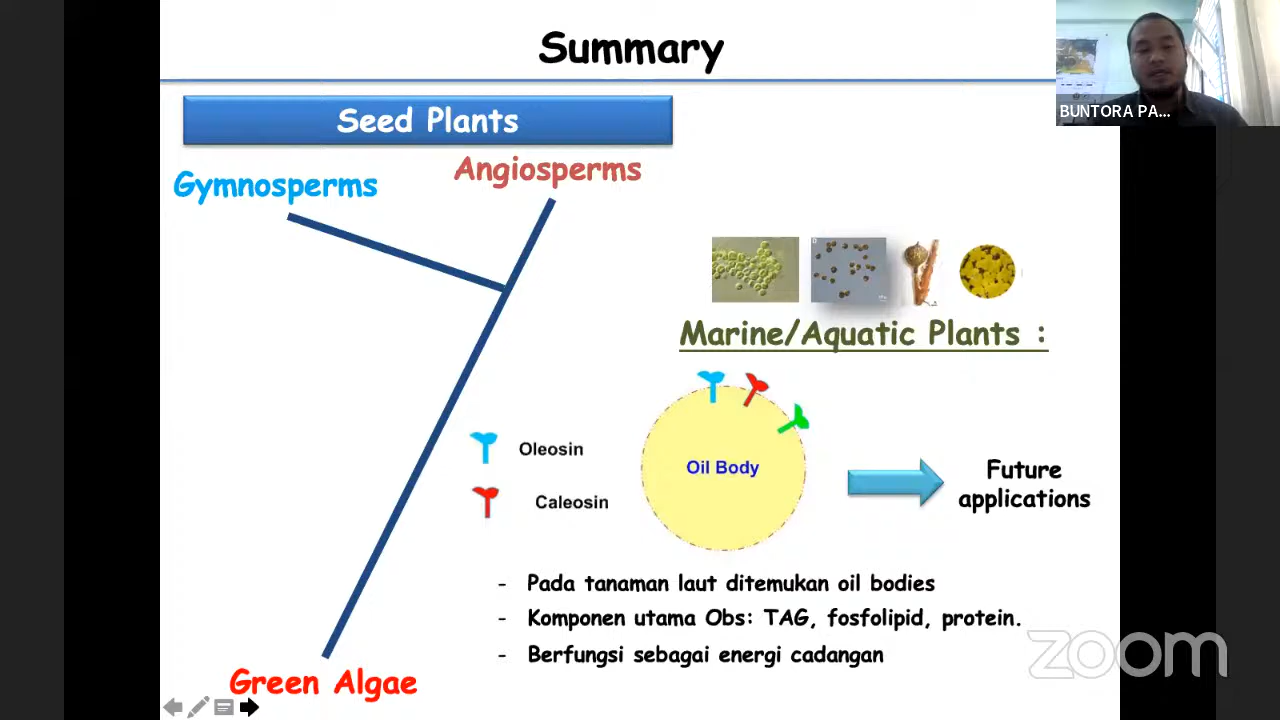 Summary
BUNTORA PA...
Seed Plants
Angiosperms
Gymnosperms
Marine/Aquatic Plants :
Oleosin
Caleosin
Oil Body
Future
applications
- Pada tanaman laut ditemukan oil bodies
- Komponen utama Obs: TAG, fosfolipid, protein.
- Berfungsi sebagai energi cadangan
zoom
Green Algae